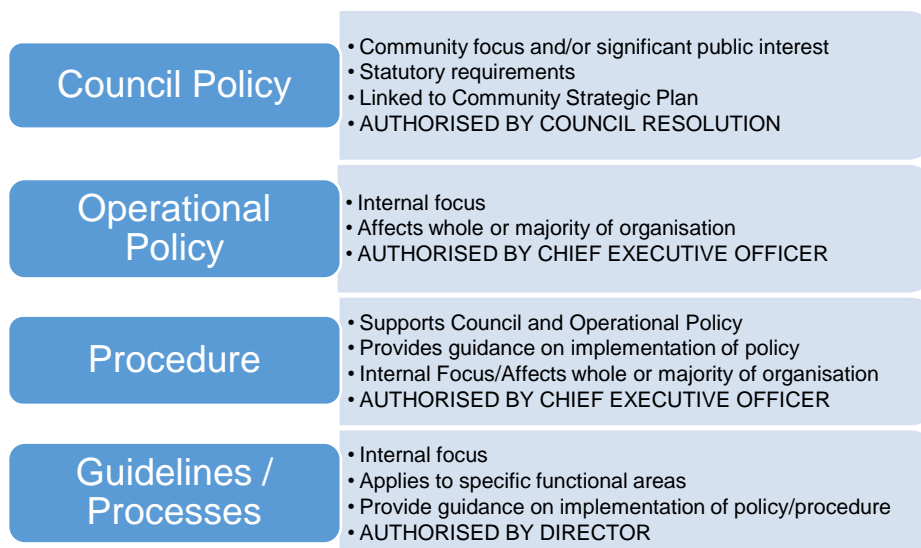 Council Policy
• Community focus and/or significant public interest
• Statutory requirements
• Linked to Community Strategic Plan
• AUTHORISED BY COUNCIL RESOLUTION
Operational
Policy
• Internal focus
• Affects whole or majority of organisation
• AUTHORISED BY CHIEF EXECUTIVE OFFICER
Procedure
• Supports Council and Operational Policy
• Provides guidance on implementation of policy
• Internal Focus/Affects whole or majority of organisation
• AUTHORISED BY CHIEF EXECUTIVE OFFICER
Guidelines /
Processes
• Internal focus
• Applies to specific functional areas
• Provide guidance on implementation of policy/procedure
• AUTHORISED BY DIRECTOR